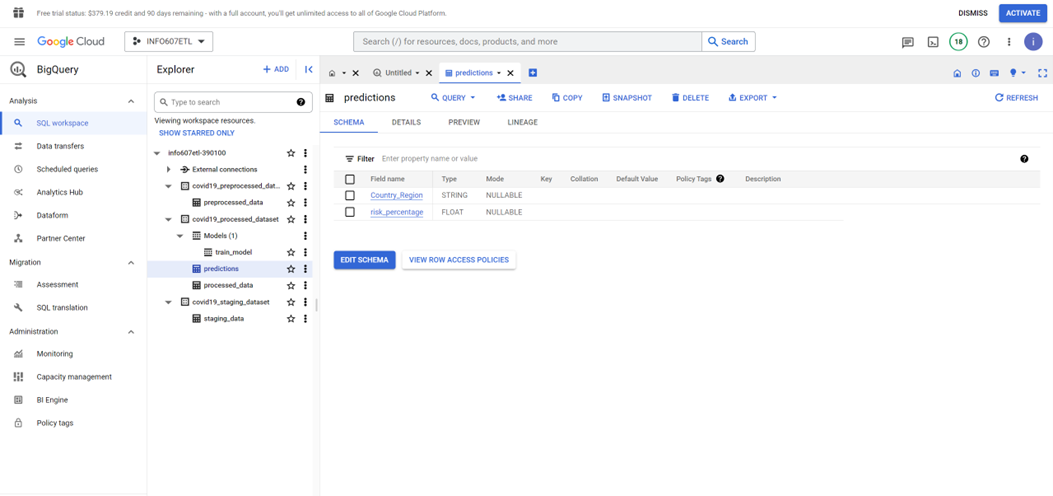 Free trial status: $379.19 credit and 90 days remaining - with a full account, you'll get unlimited access to all of Google Cloud Platform.
DISMISS
ACTIVATE
Google Cloud
INFO607ETL
Search (/) for resources, docs, products, and more
Search
18
i
BigQuery
Explorer
+ ADD
Untitled
predictions
Analysis
SQL workspace
Data transfers
Scheduled queries
Analytics Hub
Dataform
Partner Center
Migration
Assessment
SQL translation
Administration
Monitoring
Capacity management
BI Engine
Policy tags
Type to search
Viewing workspace resources.
SHOW STARRED ONLY
info607etl-390100
External connections
covid19_preprocessed_dat...
preprocessed_data
covid19_processed_dataset
Models (1)
train_model
predictions
processed_data
covid19_staging_dataset
staging_data
predictions
QUERY
SHARE
COPY
SNAPSHOT
DELETE
EXPORT
REFRESH
SCHEMA
DETAILS
PREVIEW
LINEAGE
Filter Enter property name or value
Field name Type Mode Key Collation Default Value Policy Tags Description
Country_Region STRING NULLABLE
risk_percentage FLOAT NULLABLE
EDIT SCHEMA
VIEW ROW ACCESS POLICIES